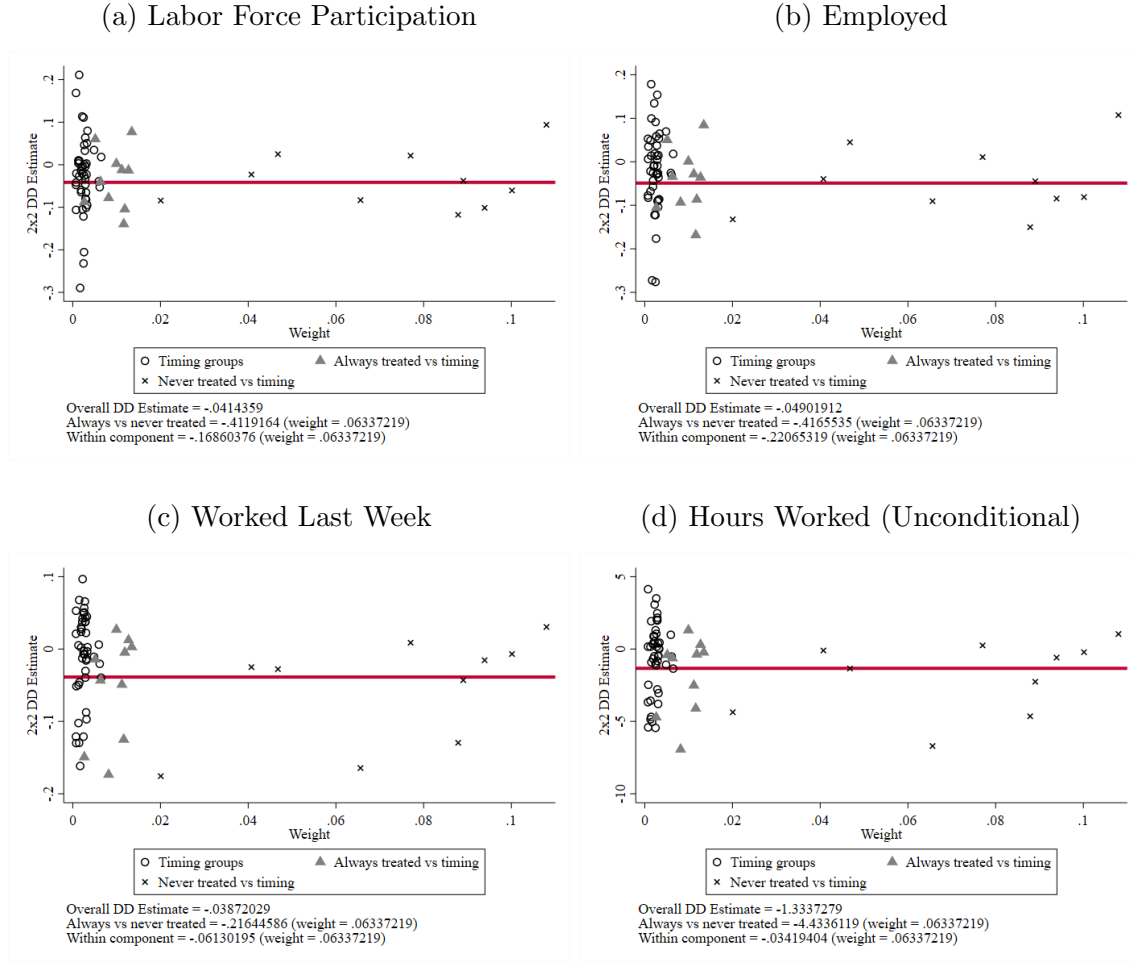 (a) Labor Force Participation
(b) Employed
2x2 DD Estimate
.2
.1
0
-.1
-.2
-.3
0 .02 .04 .06 .08 .1
Weight
Timing groups Always treated vs timing
Never treated vs timing
Overall DD Estimate = -.0414359
Always vs never treated = -.4119164 (weight = .06337219)
Within component = -.16860376 (weight = .06337219)
2x2 DD Estimate
.2
.1
0
-.1
-.2
-.3
0 .02 .04 .06 .08 .1
Weight
Timing groups Always treated vs timing
Never treated vs timing
Overall DD Estimate = -.04901912
Always vs never treated = -.4165535 (weight = .06337219)
Within component = -.22065319 (weight = .06337219)
(c) Worked Last Week
(d) Hours Worked (Unconditional)
2x2 DD Estimate
.1
0
-.1
-.2
0 .02 .04 .06 .08 .1
Weight
Timing groups Always treated vs timing
Never treated vs timing
Overall DD Estimate = -.03872029
Always vs never treated = -.21644586 (weight = .06337219)
Within component = -.06130195 (weight = .06337219)
2x2 DD Estimate
5
0
-5
-10
0 .02 .04 .06 .08 .1
Weight
Timing groups Always treated vs timing
Never treated vs timing
Overall DD Estimate = -1.3337279
Always vs never treated = -4.4336119 (weight = .06337219)
Within component = -.03419404 (weight = .06337219)